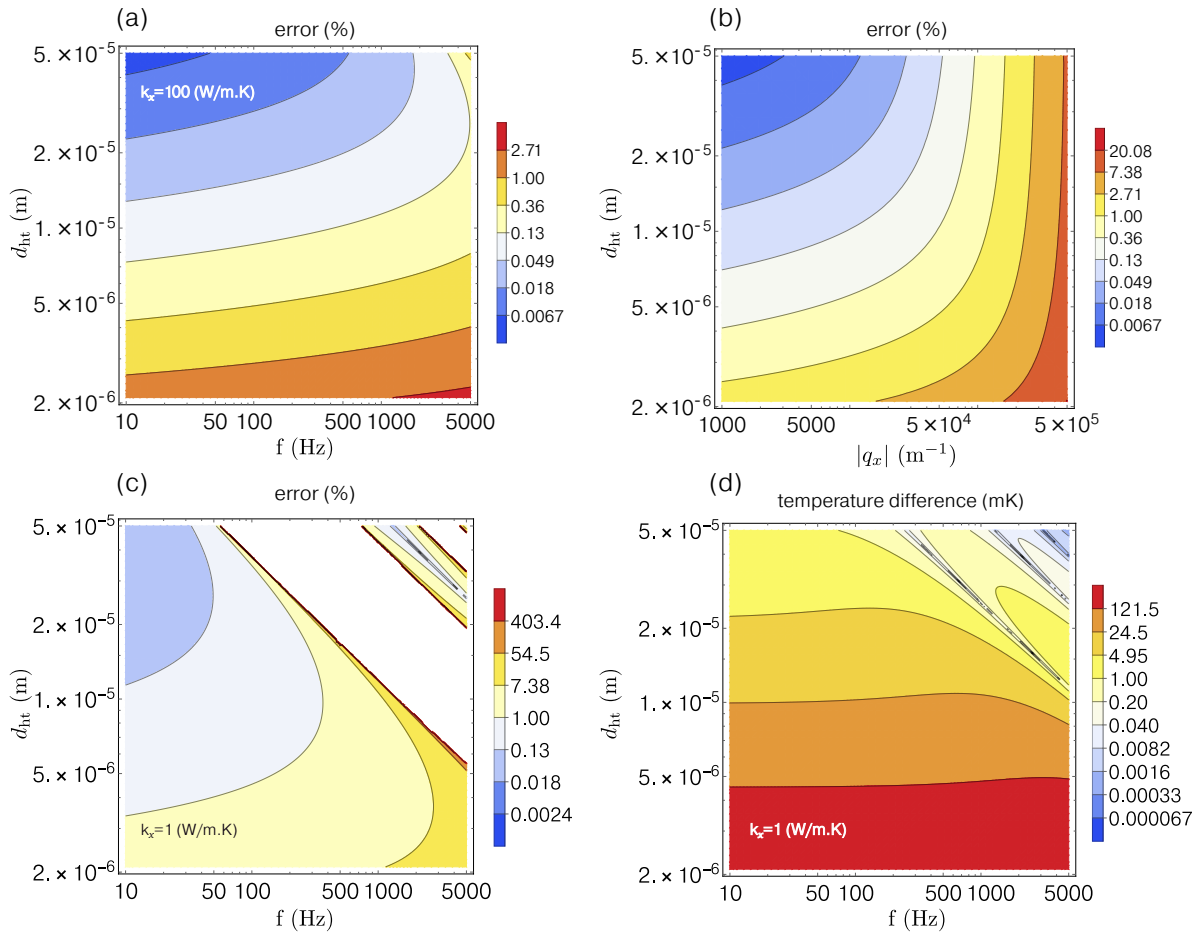 (a)
error (%)
5.×10⁻⁵
2.×10⁻⁵
1.×10⁻⁵
5.×10⁻⁶
2.×10⁻⁶
d_ht (m)
kₓ=100 (W/m.K)
10 50 100 500 1000 5000
f (Hz)
2.71
1.00
0.36
0.13
0.049
0.018
0.0067
(b)
error (%)
5.×10⁻⁵
2.×10⁻⁵
1.×10⁻⁵
5.×10⁻⁶
2.×10⁻⁶
d_ht (m)
1000 5000 5×10⁴ 5×10⁵
|qₓ| (m⁻¹)
20.08
7.38
2.71
1.00
0.36
0.13
0.049
0.018
0.0067
(c)
error (%)
5.×10⁻⁵
2.×10⁻⁵
1.×10⁻⁵
5.×10⁻⁶
2.×10⁻⁶
d_ht (m)
kₓ=1 (W/m.K)
10 50 100 500 1000 5000
f (Hz)
403.4
54.5
7.38
1.00
0.13
0.018
0.0024
(d)
temperature difference (mK)
5.×10⁻⁵
2.×10⁻⁵
1.×10⁻⁵
5.×10⁻⁶
2.×10⁻⁶
d_ht (m)
kₓ=1 (W/m.K)
10 50 100 500 1000 5000
f (Hz)
121.5
24.5
4.95
1.00
0.20
0.040
0.0082
0.0016
0.00033
0.000067